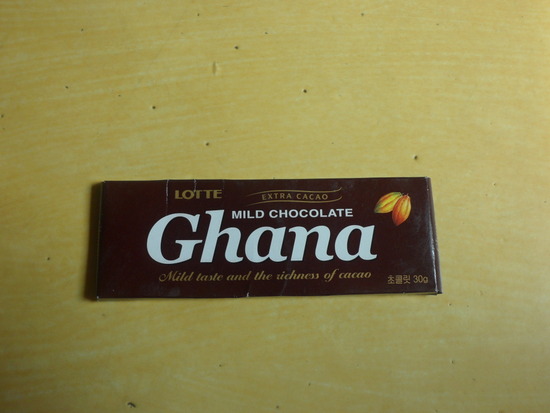 LOTTE
EXTRA CACAO
MILD CHOCOLATE
Ghana
Mild taste and the richness of cacao
초콜릿 30g